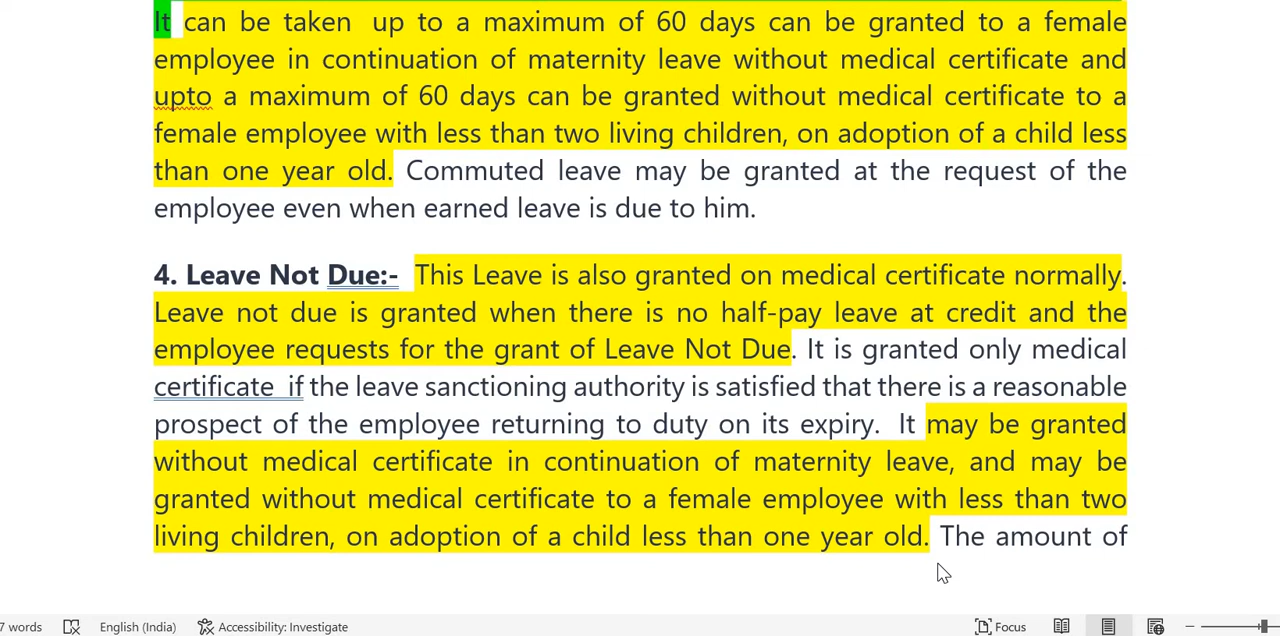 It can be taken up to a maximum of 60 days can be granted to a female
employee in continuation of maternity leave without medical certificate and
upto a maximum of 60 days can be granted without medical certificate to a
female employee with less than two living children, on adoption of a child less
than one year old. Commuted leave may be granted at the request of the
employee even when earned leave is due to him.
4. Leave Not Due:- This Leave is also granted on medical certificate normally.
Leave not due is granted when there is no half-pay leave at credit and the
employee requests for the grant of Leave Not Due. It is granted only medical
certificate if the leave sanctioning authority is satisfied that there is a reasonable
prospect of the employee returning to duty on its expiry. It may be granted
without medical certificate in continuation of maternity leave, and may be
granted without medical certificate to a female employee with less than two
living children, on adoption of a child less than one year old. The amount of
7 words English (India) Accessibility: Investigate Focus